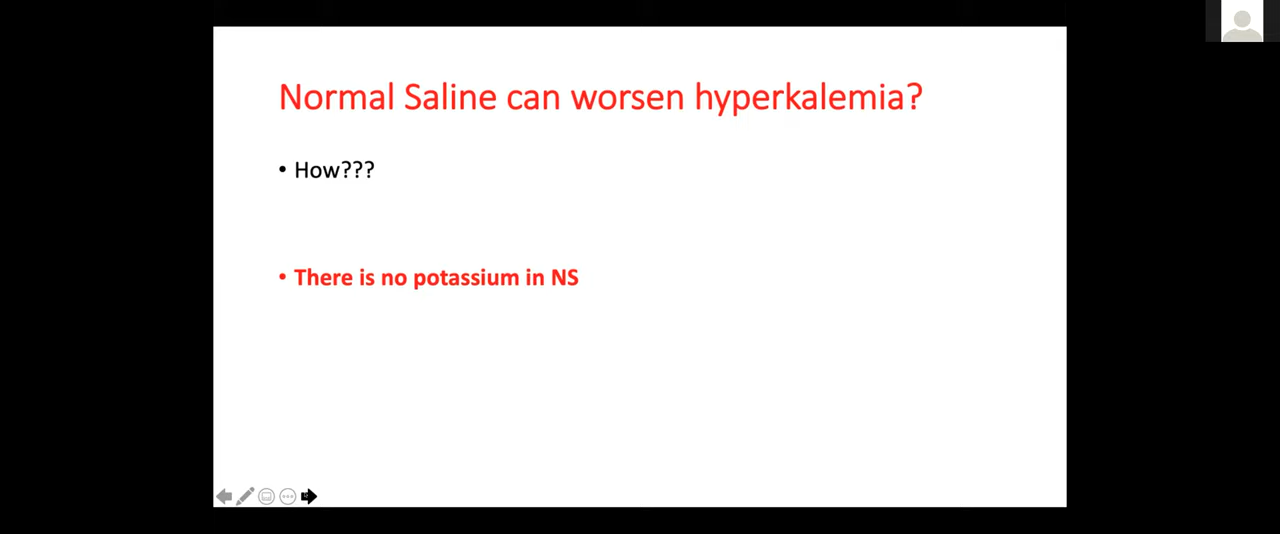 Normal Saline can worsen hyperkalemia?
• How???
• There is no potassium in NS